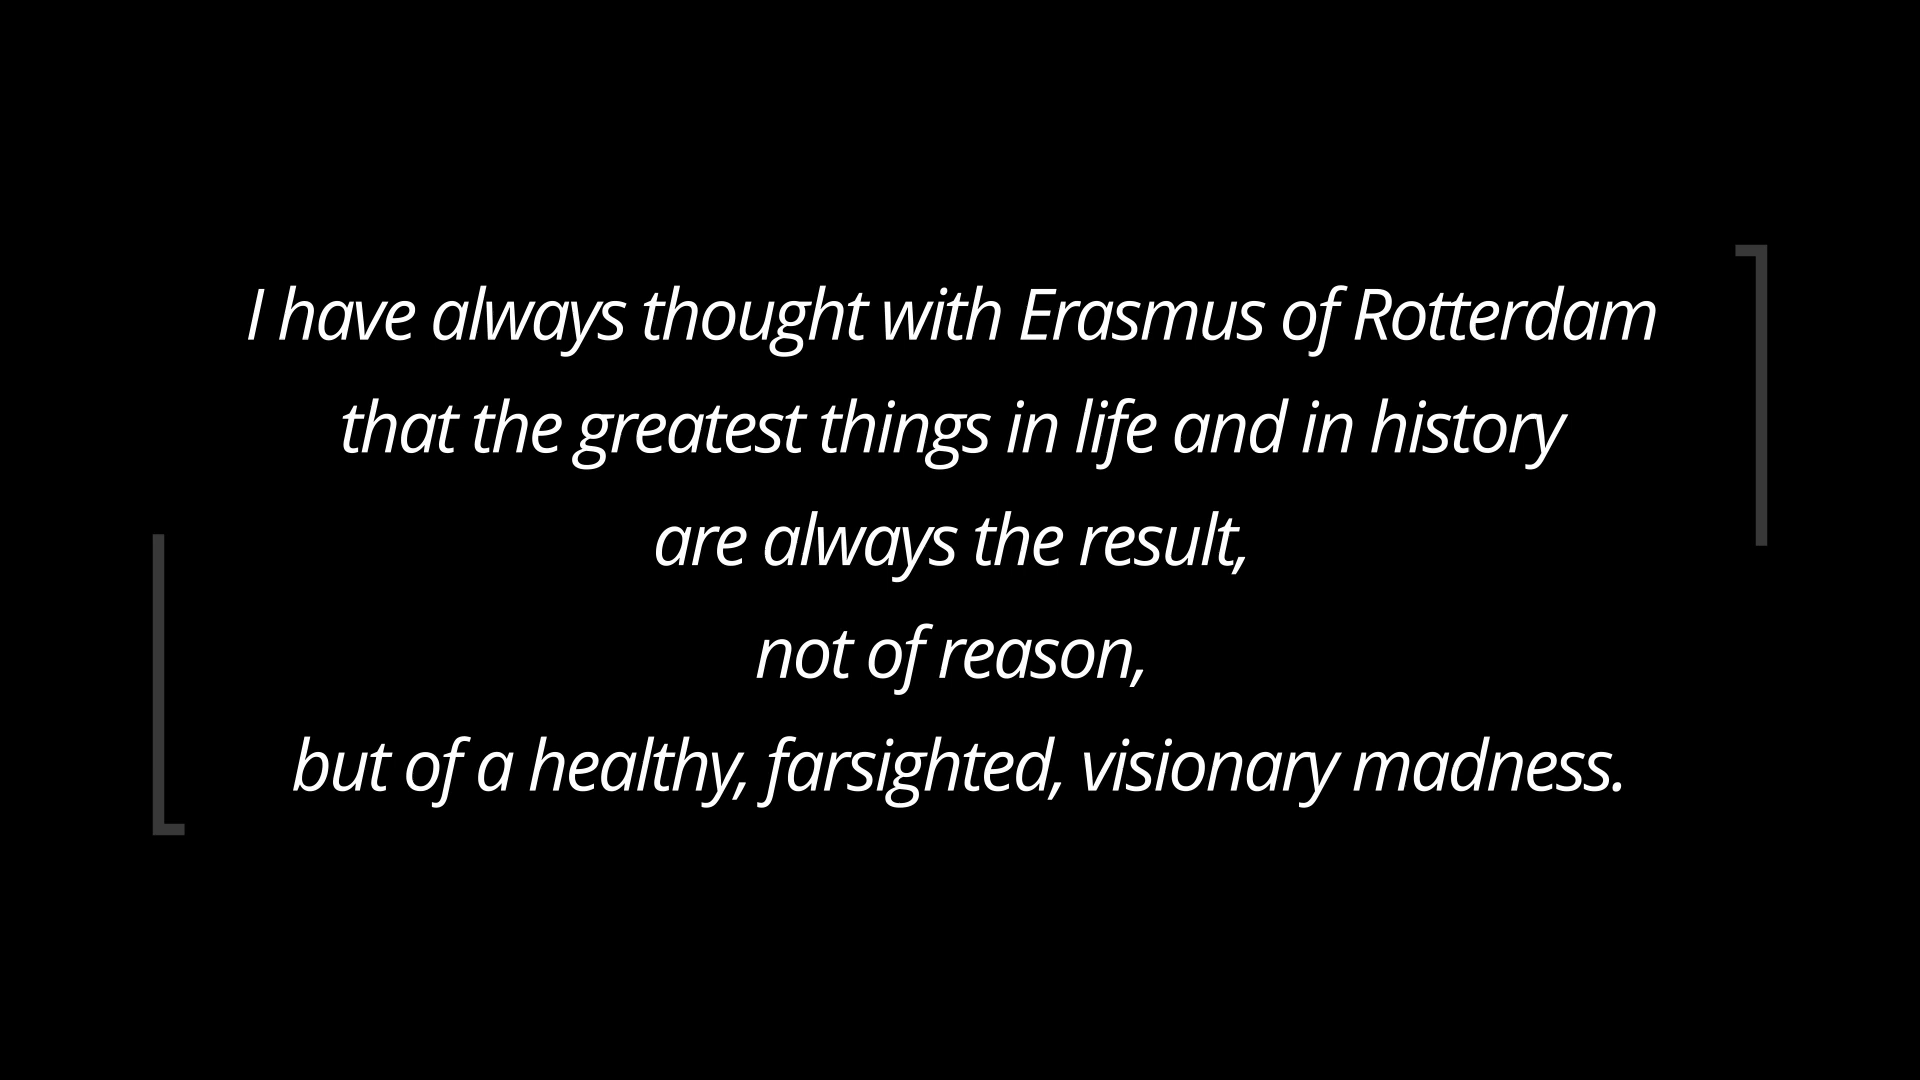 I have always thought with Erasmus of Rotterdam
that the greatest things in life and in history
are always the result,
not of reason,
but of a healthy, farsighted, visionary madness.